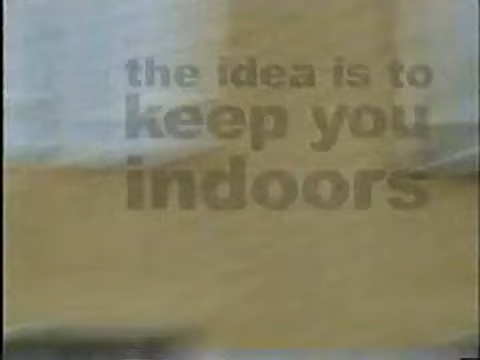 the idea is to
keep you
indoors